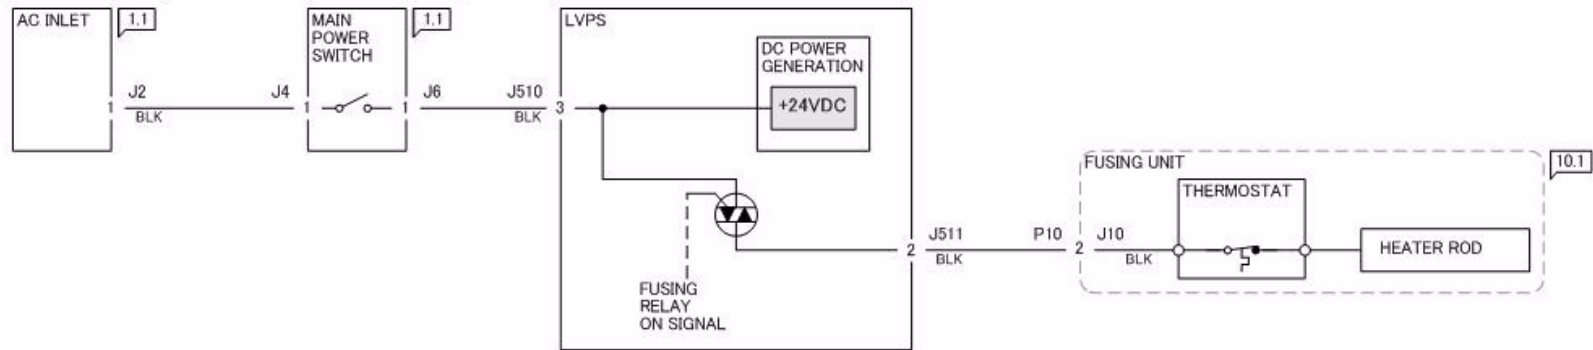 AC INLET
1.1
MAIN
POWER
SWITCH
1.1
LVPS
DC POWER
GENERATION
+24VDC
1
J2
BLK
J4
1
1
J6
J510
BLK
3
FUSING UNIT
10.1
THERMOSTAT
2
J511
BLK
P10
2
J10
BLK
HEATER ROD
FUSING
RELAY
ON SIGNAL